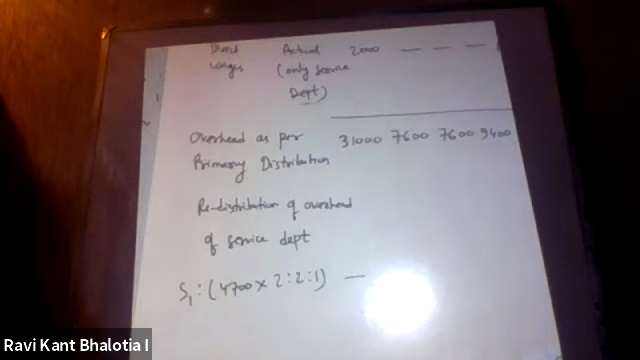 Direct Actual 2000 — — —
wages (only service
Dept)
Overhead as per 31000 7600 7600 9400
Primary Distribution
Re-distribution of overhead
of service dept
S₁ : (4700 × 2:2:1) —
Ravi Kant Bhalotia I